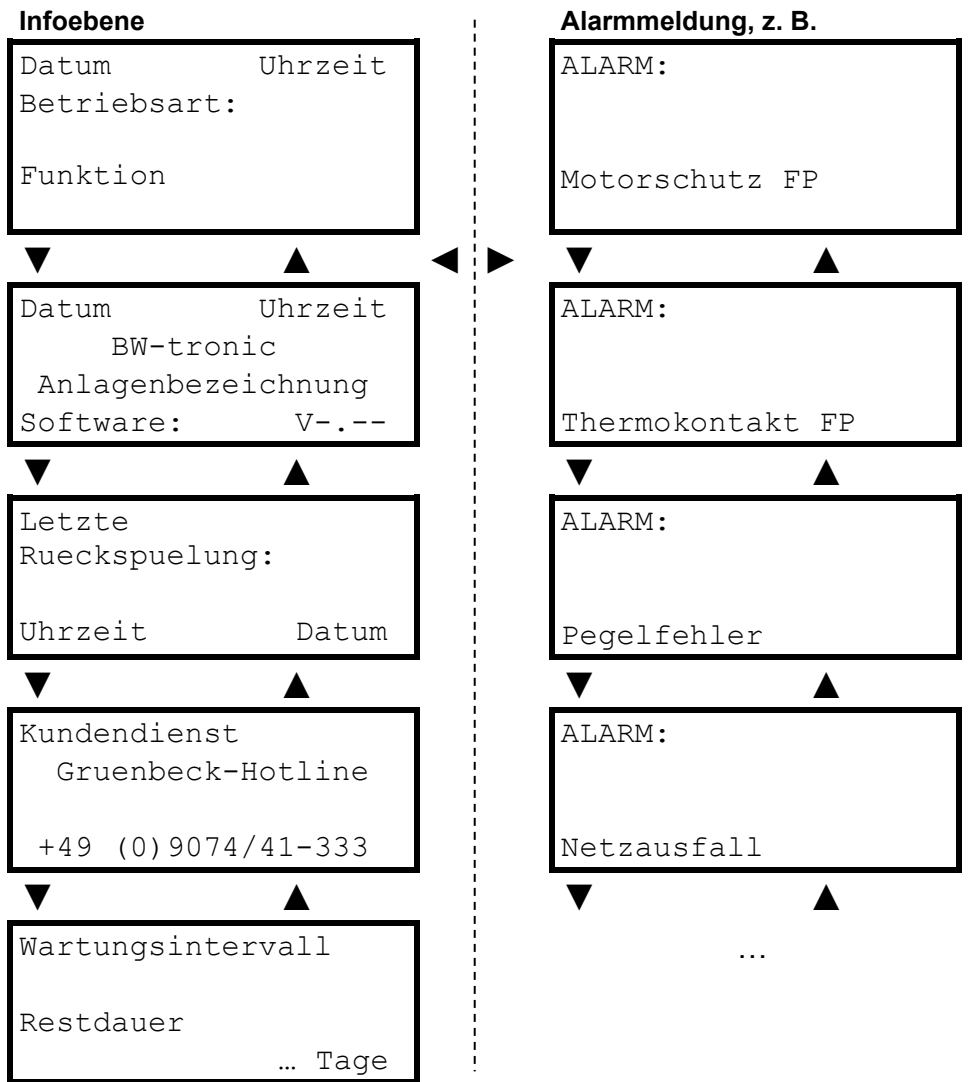 Infoebene
Datum Uhrzeit
Betriebsart:
Funktion
▼ ▲
Datum Uhrzeit
BW-tronic
Anlagenbezeichnung
Software: V-.--
▼ ▲
Letzte
Rueckspuelung:
Uhrzeit Datum
▼ ▲
Kundendienst
Gruenbeck-Hotline
+49 (0)9074/41-333
▼ ▲
Wartungsintervall
Restdauer
… Tage
◄ ►
Alarmmeldung, z. B.
ALARM:
Motorschutz FP
▼ ▲
ALARM:
Thermokontakt FP
▼ ▲
ALARM:
Pegelfehler
▼ ▲
ALARM:
Netzausfall
▼ ▲
…